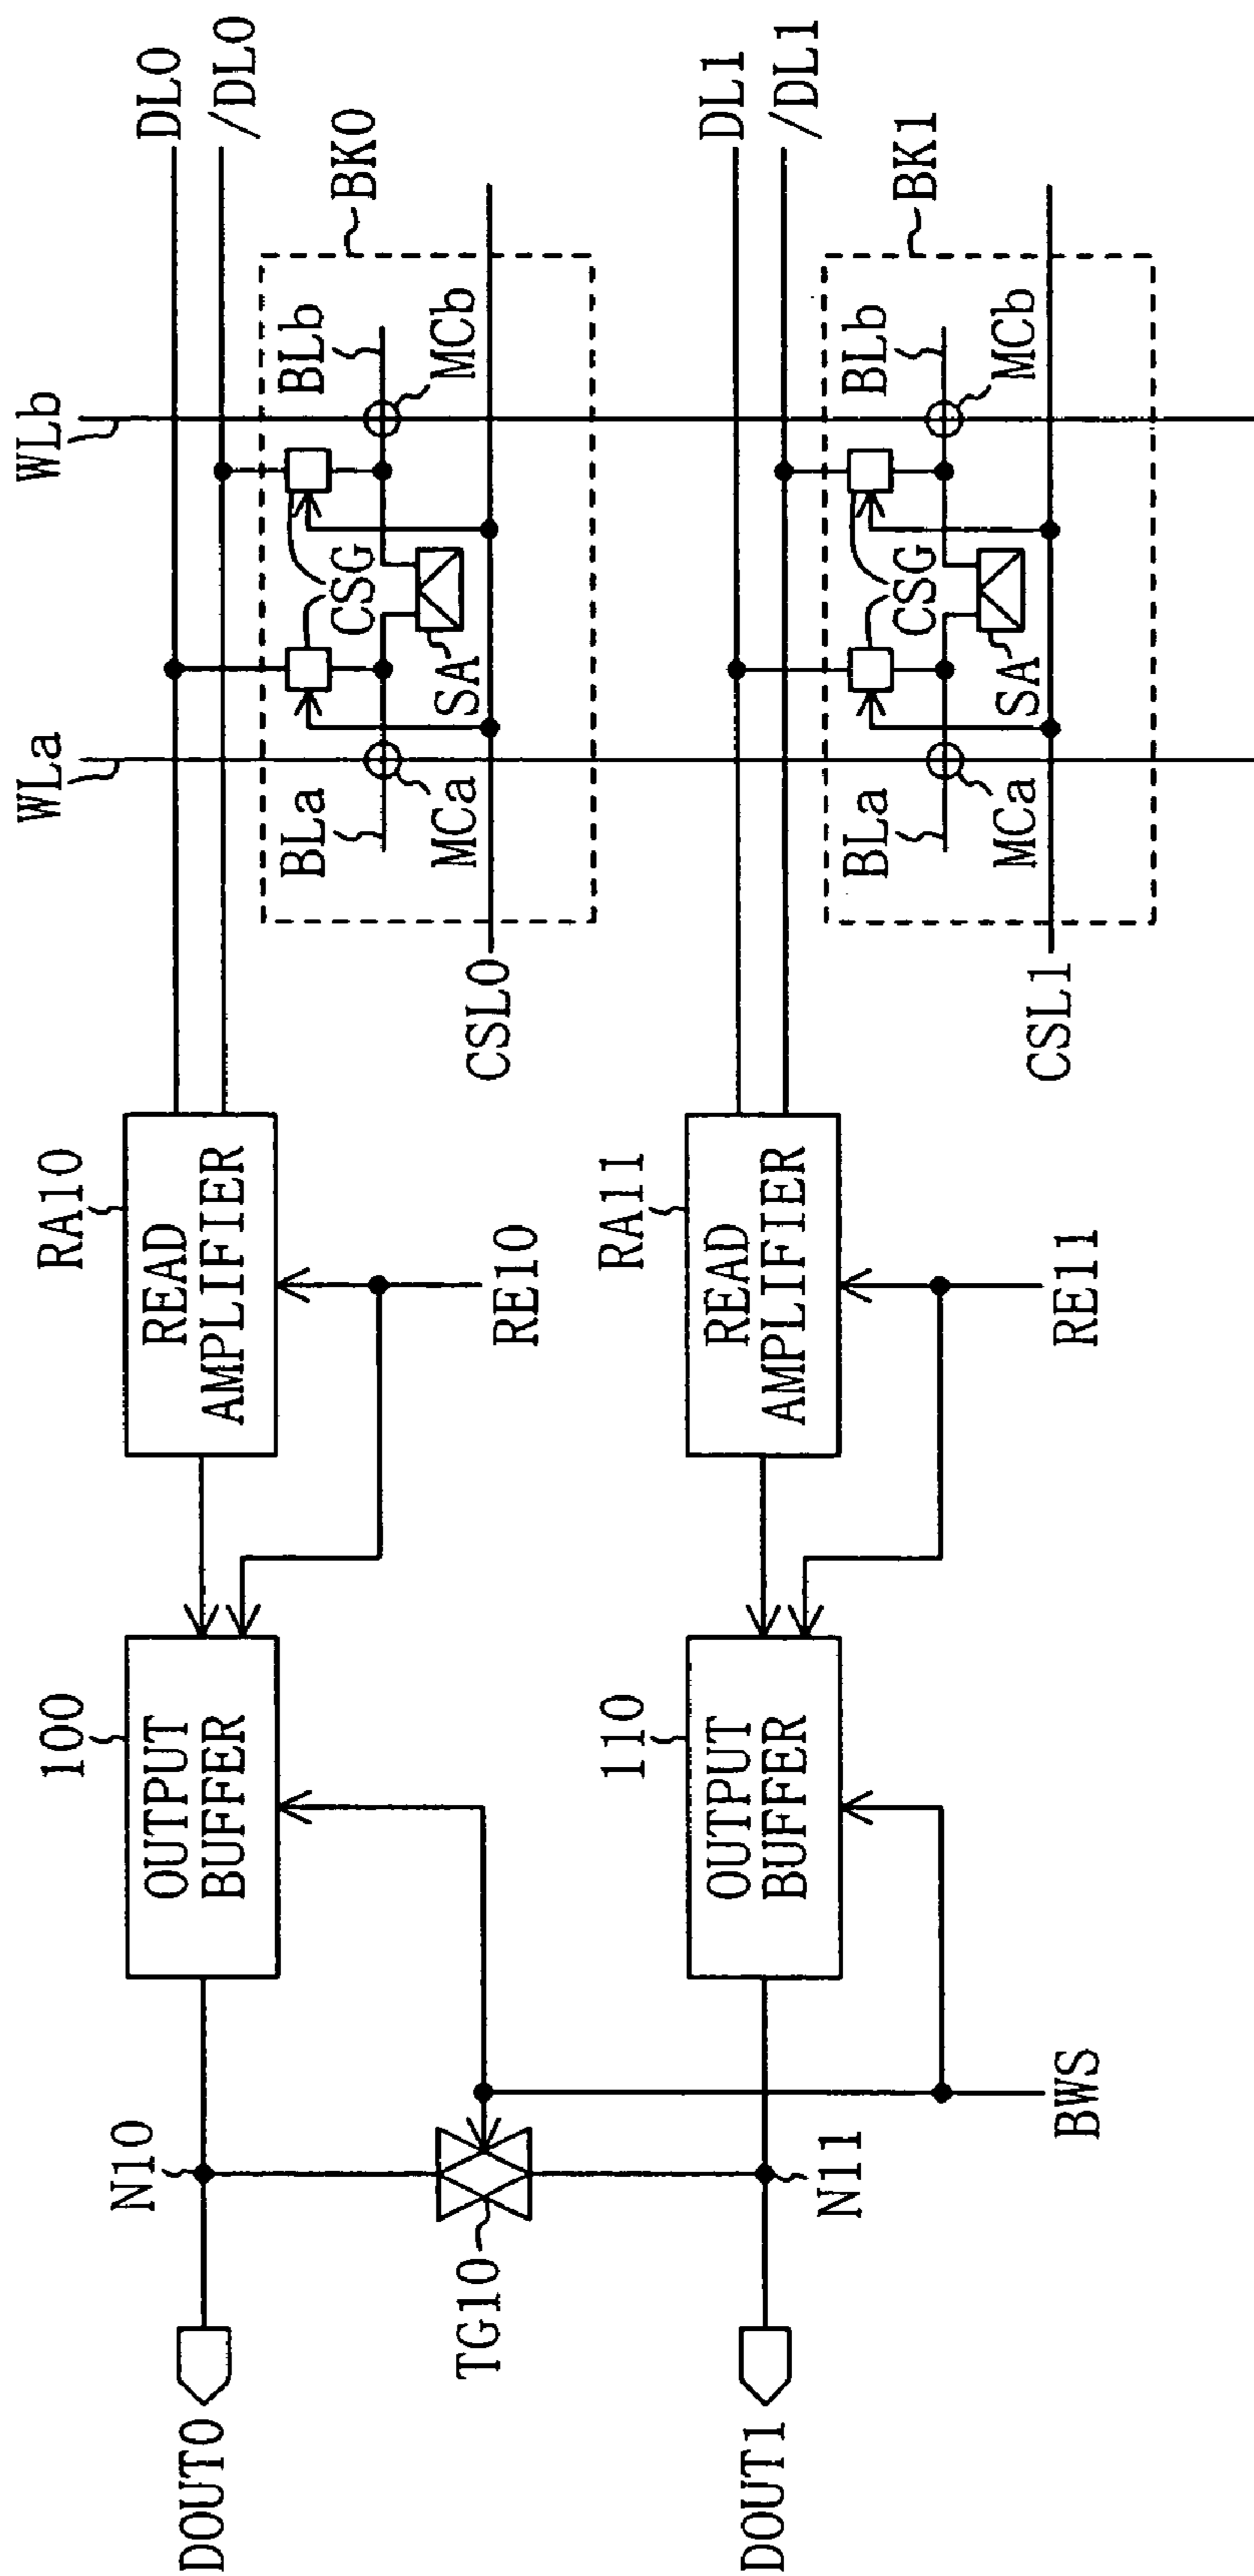 WLa
WLb
DL0
/DL0
BK0
BLa
BLb
CSG
SA
MCa
MCb
CSL0
RA10
READ
AMPLIFIER
RE10
100
OUTPUT
BUFFER
N10
DOUT0
TG10
DL1
/DL1
BK1
BLa
BLb
CSG
SA
MCa
MCb
CSL1
RA11
READ
AMPLIFIER
RE11
110
OUTPUT
BUFFER
N11
BWS
DOUT1